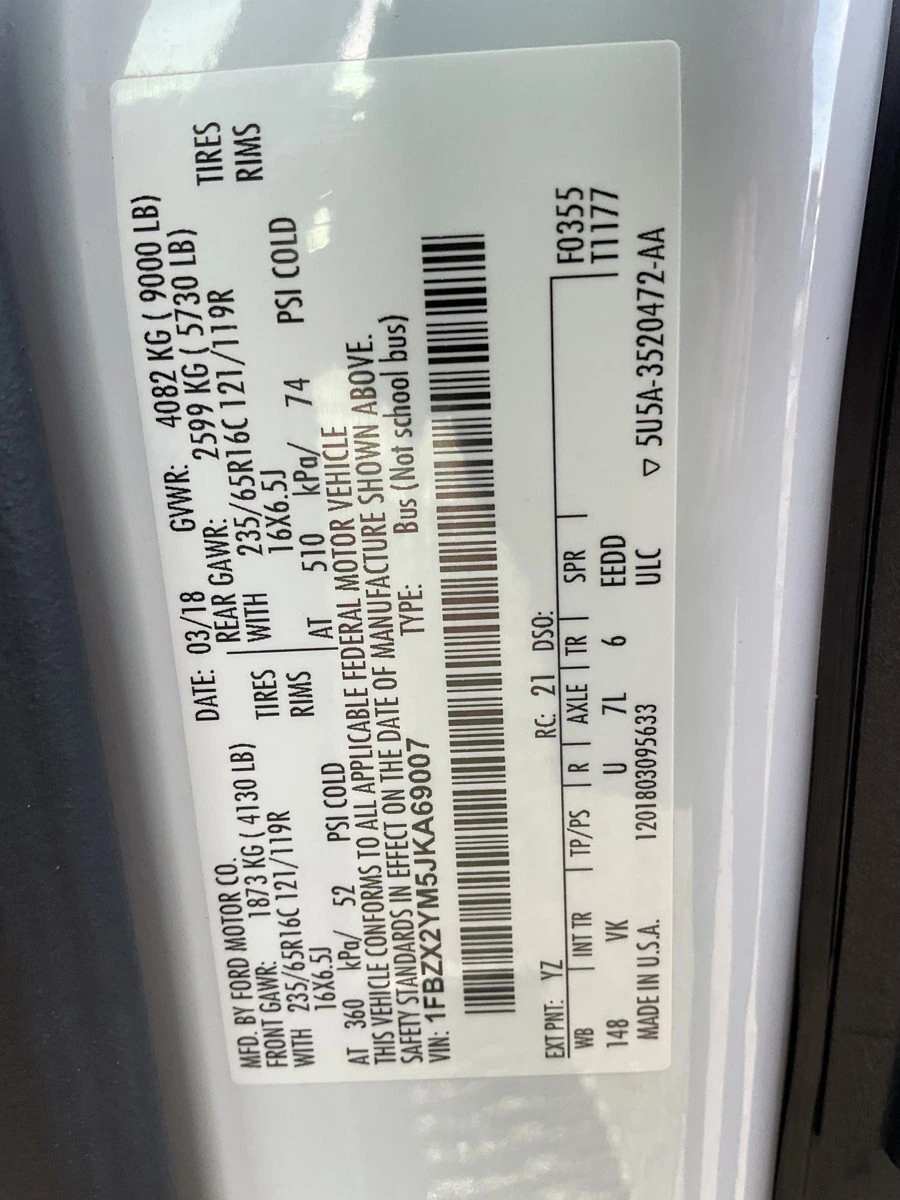 MFD. BY FORD MOTOR CO. DATE: 03/18 GVWR: 4082 KG ( 9000 LB)
FRONT GAWR: 1873 KG ( 4130 LB) REAR GAWR: 2599 KG ( 5730 LB)
WITH 235/65R16C 121/119R TIRES WITH 235/65R16C 121/119R TIRES
16X6.5J RIMS 16X6.5J RIMS
AT 360 kPa/ 52 PSI COLD AT 510 kPa/ 74 PSI COLD
THIS VEHICLE CONFORMS TO ALL APPLICABLE FEDERAL MOTOR VEHICLE
SAFETY STANDARDS IN EFFECT ON THE DATE OF MANUFACTURE SHOWN ABOVE.
VIN: 1FBZX2YM5JKA69007 TYPE: Bus (Not school bus)
EXT PNT: YZ RC: 21 DSO:
WB INT TR TP/PS R AXLE TR SPR F0355
148 VK U 7L 6 EEDD T1177
MADE IN U.S.A. 1201803095633 ULC ▽ 5U5A-3520472-AA